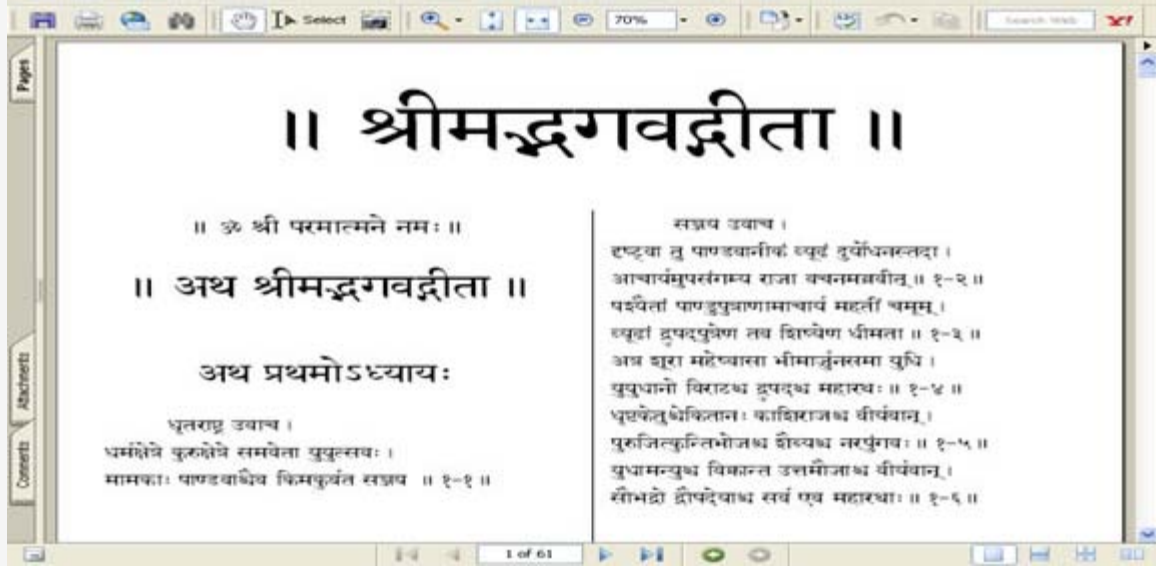 Select
70%
Search Web
Y!
Pages
Attachments
Comments
॥ श्रीमद्भगवद्गीता ॥
॥ ॐ श्री परमात्मने नमः ॥
॥ अथ श्रीमद्भगवद्गीता ॥
अथ प्रथमोऽध्यायः
धृतराष्ट्र उवाच ।
धर्मक्षेत्रे कुरुक्षेत्रे समवेता युयुत्सवः ।
मामकाः पाण्डवाश्चैव किमकुर्वत सञ्जय ॥ १-१ ॥
सञ्जय उवाच ।
दृष्ट्वा तु पाण्डवानीकं व्यूढं दुर्योधनस्तदा ।
आचार्यमुपसंगम्य राजा वचनमब्रवीत् ॥ १-२ ॥
पश्यैतां पाण्डुपुत्राणामाचार्य महतीं चमूम् ।
व्यूढां द्रुपदपुत्रेण तव शिष्येण धीमता ॥ १-३ ॥
अत्र शूरा महेष्वासा भीमार्जुनसमा युधि ।
युयुधानो विराटश्च द्रुपदश्च महारथः ॥ १-४ ॥
धृष्टकेतुश्चेकितानः काशिराजश्च वीर्यवान् ।
पुरुजित्कुन्तिभोजश्च शैब्यश्च नरपुंगवः ॥ १-५ ॥
युधामन्युश्च विक्रान्त उत्तमौजाश्च वीर्यवान् ।
सौभद्रो द्रौपदेयाश्च सर्व एव महारथाः ॥ १-६ ॥
1 of 61